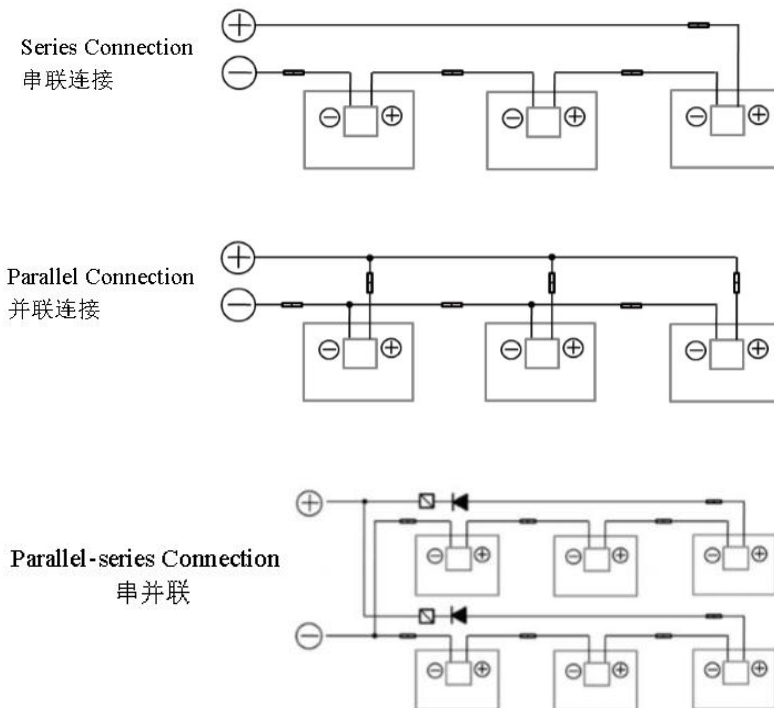 Series Connection
串联连接
Parallel Connection
并联连接
Parallel-series Connection
串并联